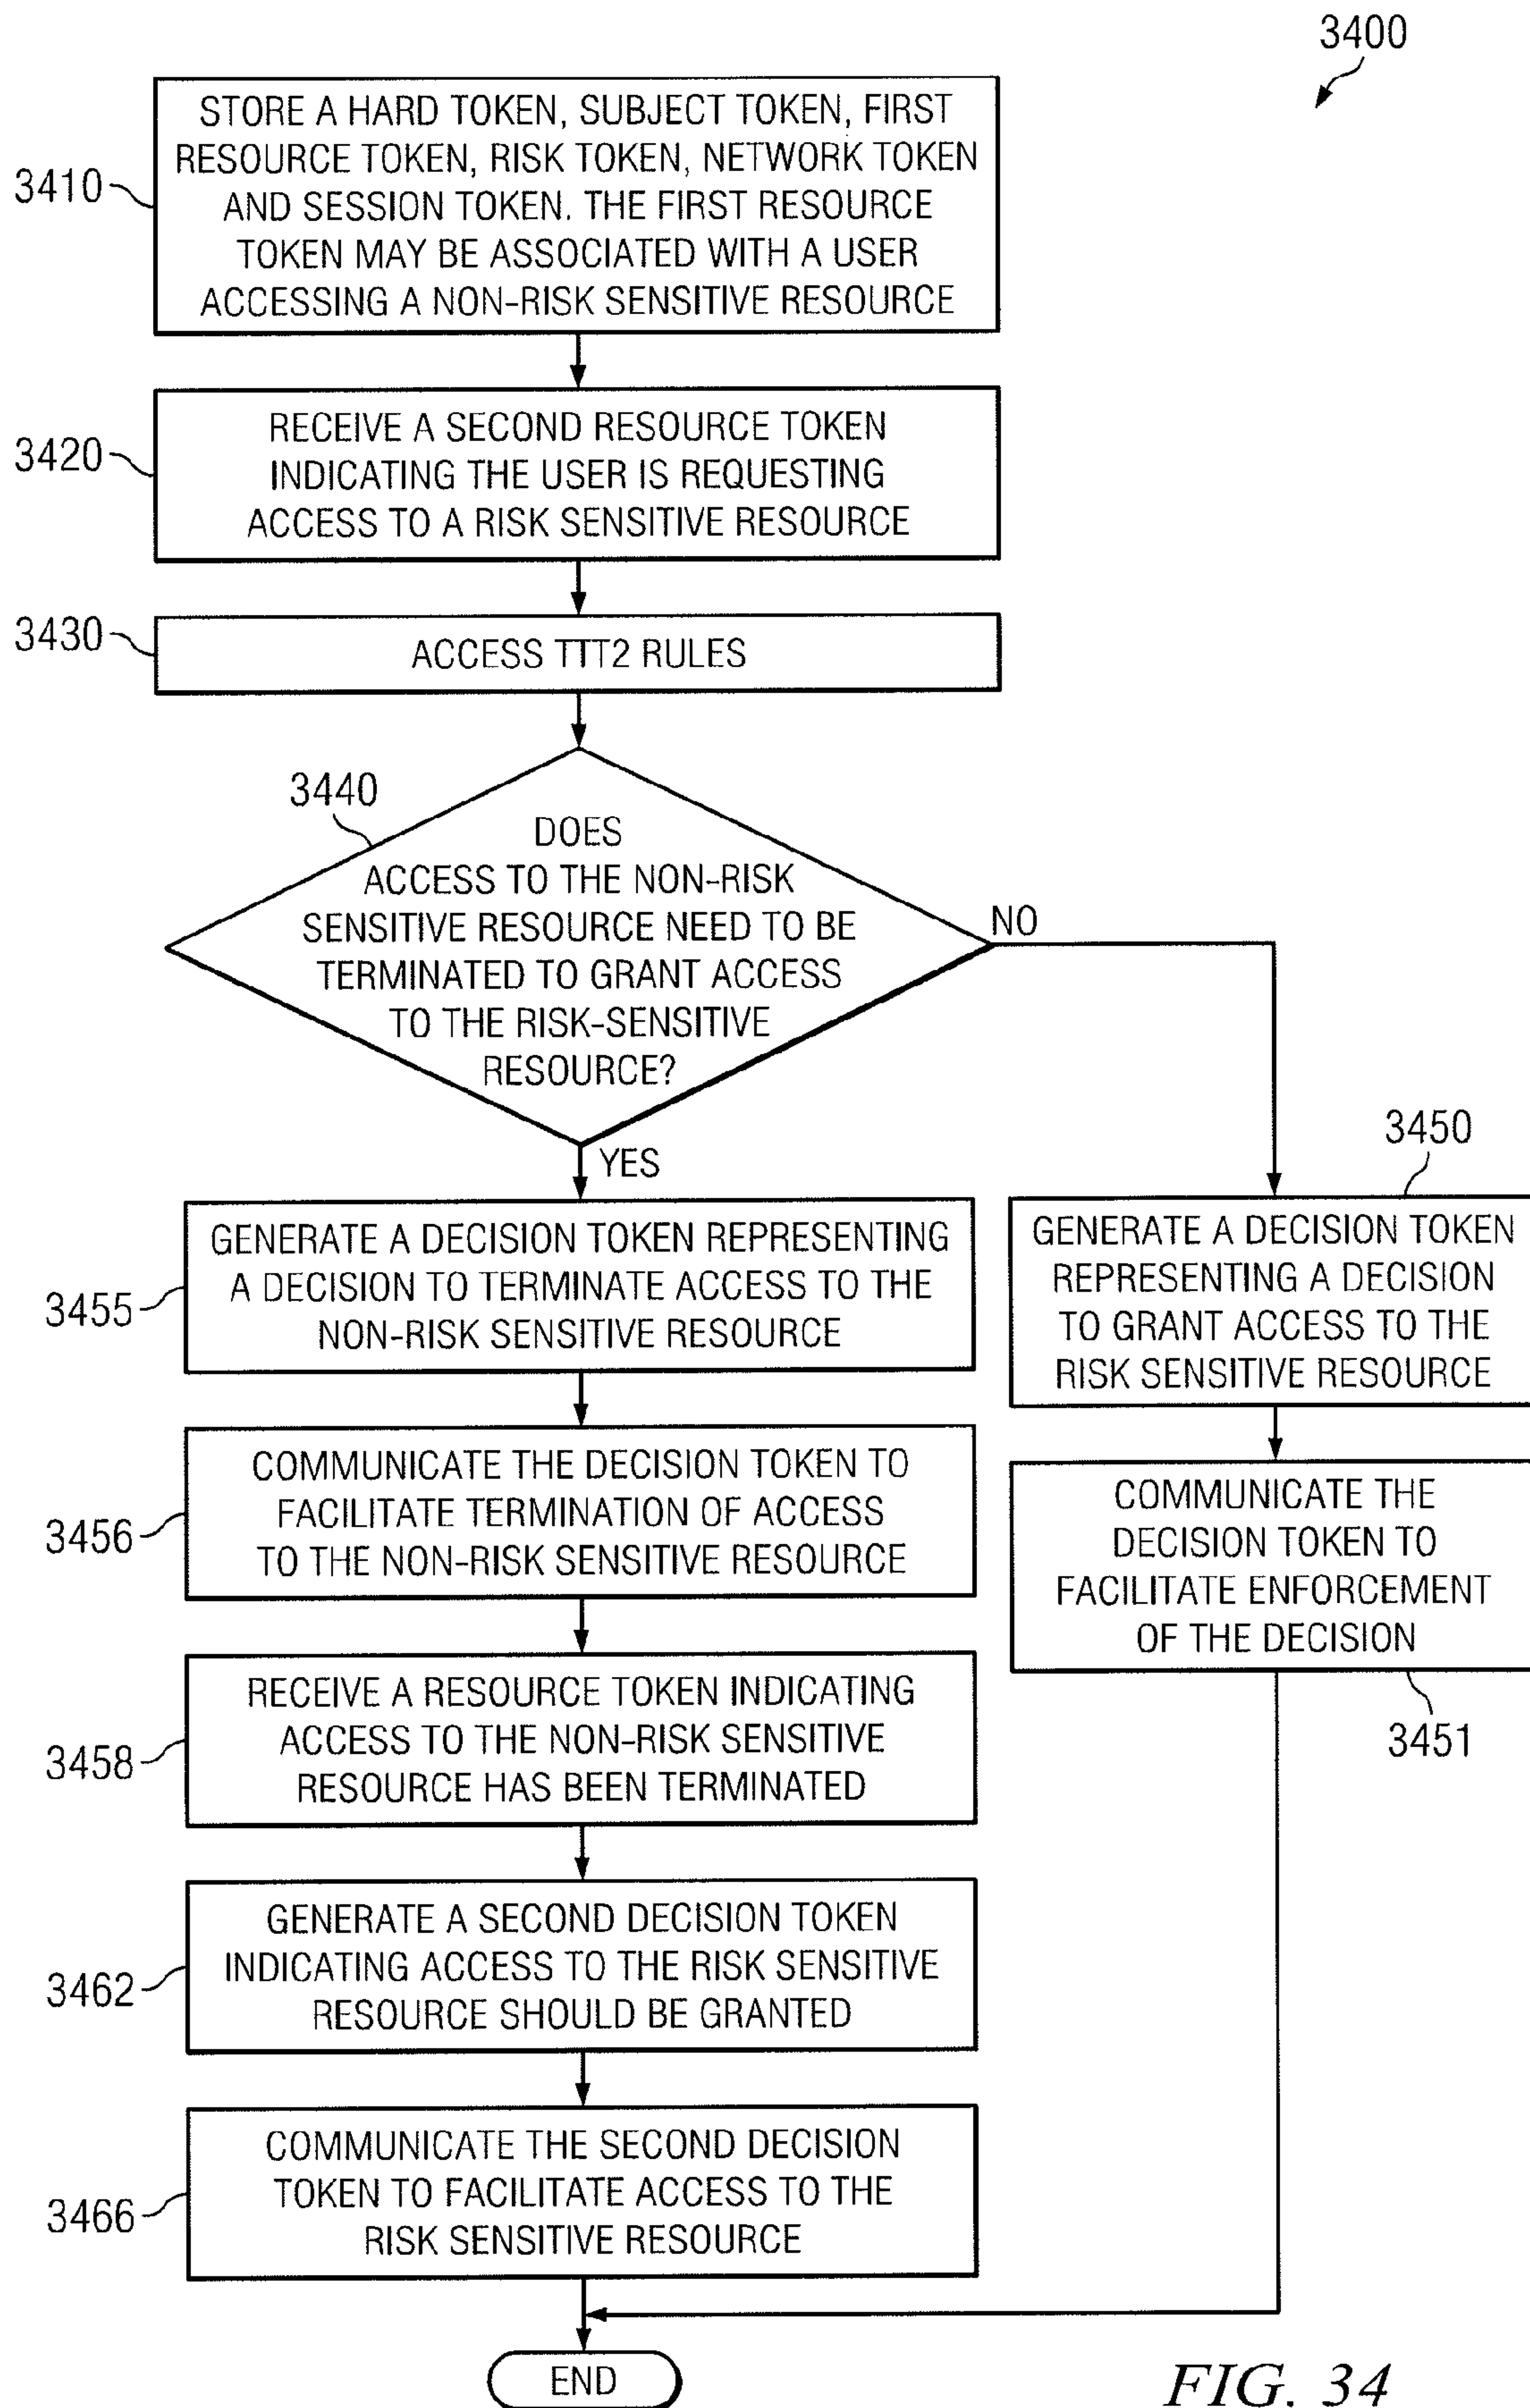 3400
STORE A HARD TOKEN, SUBJECT TOKEN, FIRST
RESOURCE TOKEN, RISK TOKEN, NETWORK TOKEN
AND SESSION TOKEN. THE FIRST RESOURCE
TOKEN MAY BE ASSOCIATED WITH A USER
ACCESSING A NON-RISK SENSITIVE RESOURCE
3410
RECEIVE A SECOND RESOURCE TOKEN
INDICATING THE USER IS REQUESTING
ACCESS TO A RISK SENSITIVE RESOURCE
3420
3430
ACCESS TTT2 RULES
3440
DOES
ACCESS TO THE NON-RISK
SENSITIVE RESOURCE NEED TO BE
TERMINATED TO GRANT ACCESS
TO THE RISK-SENSITIVE
RESOURCE?
NO
YES
3450
GENERATE A DECISION TOKEN
REPRESENTING A DECISION
TO GRANT ACCESS TO THE
RISK SENSITIVE RESOURCE
COMMUNICATE THE
DECISION TOKEN TO
FACILITATE ENFORCEMENT
OF THE DECISION
3451
GENERATE A DECISION TOKEN REPRESENTING
A DECISION TO TERMINATE ACCESS TO THE
NON-RISK SENSITIVE RESOURCE
3455
COMMUNICATE THE DECISION TOKEN TO
FACILITATE TERMINATION OF ACCESS
TO THE NON-RISK SENSITIVE RESOURCE
3456
RECEIVE A RESOURCE TOKEN INDICATING
ACCESS TO THE NON-RISK SENSITIVE
RESOURCE HAS BEEN TERMINATED
3458
GENERATE A SECOND DECISION TOKEN
INDICATING ACCESS TO THE RISK SENSITIVE
RESOURCE SHOULD BE GRANTED
3462
COMMUNICATE THE SECOND DECISION
TOKEN TO FACILITATE ACCESS TO THE
RISK SENSITIVE RESOURCE
3466
END
FIG. 34